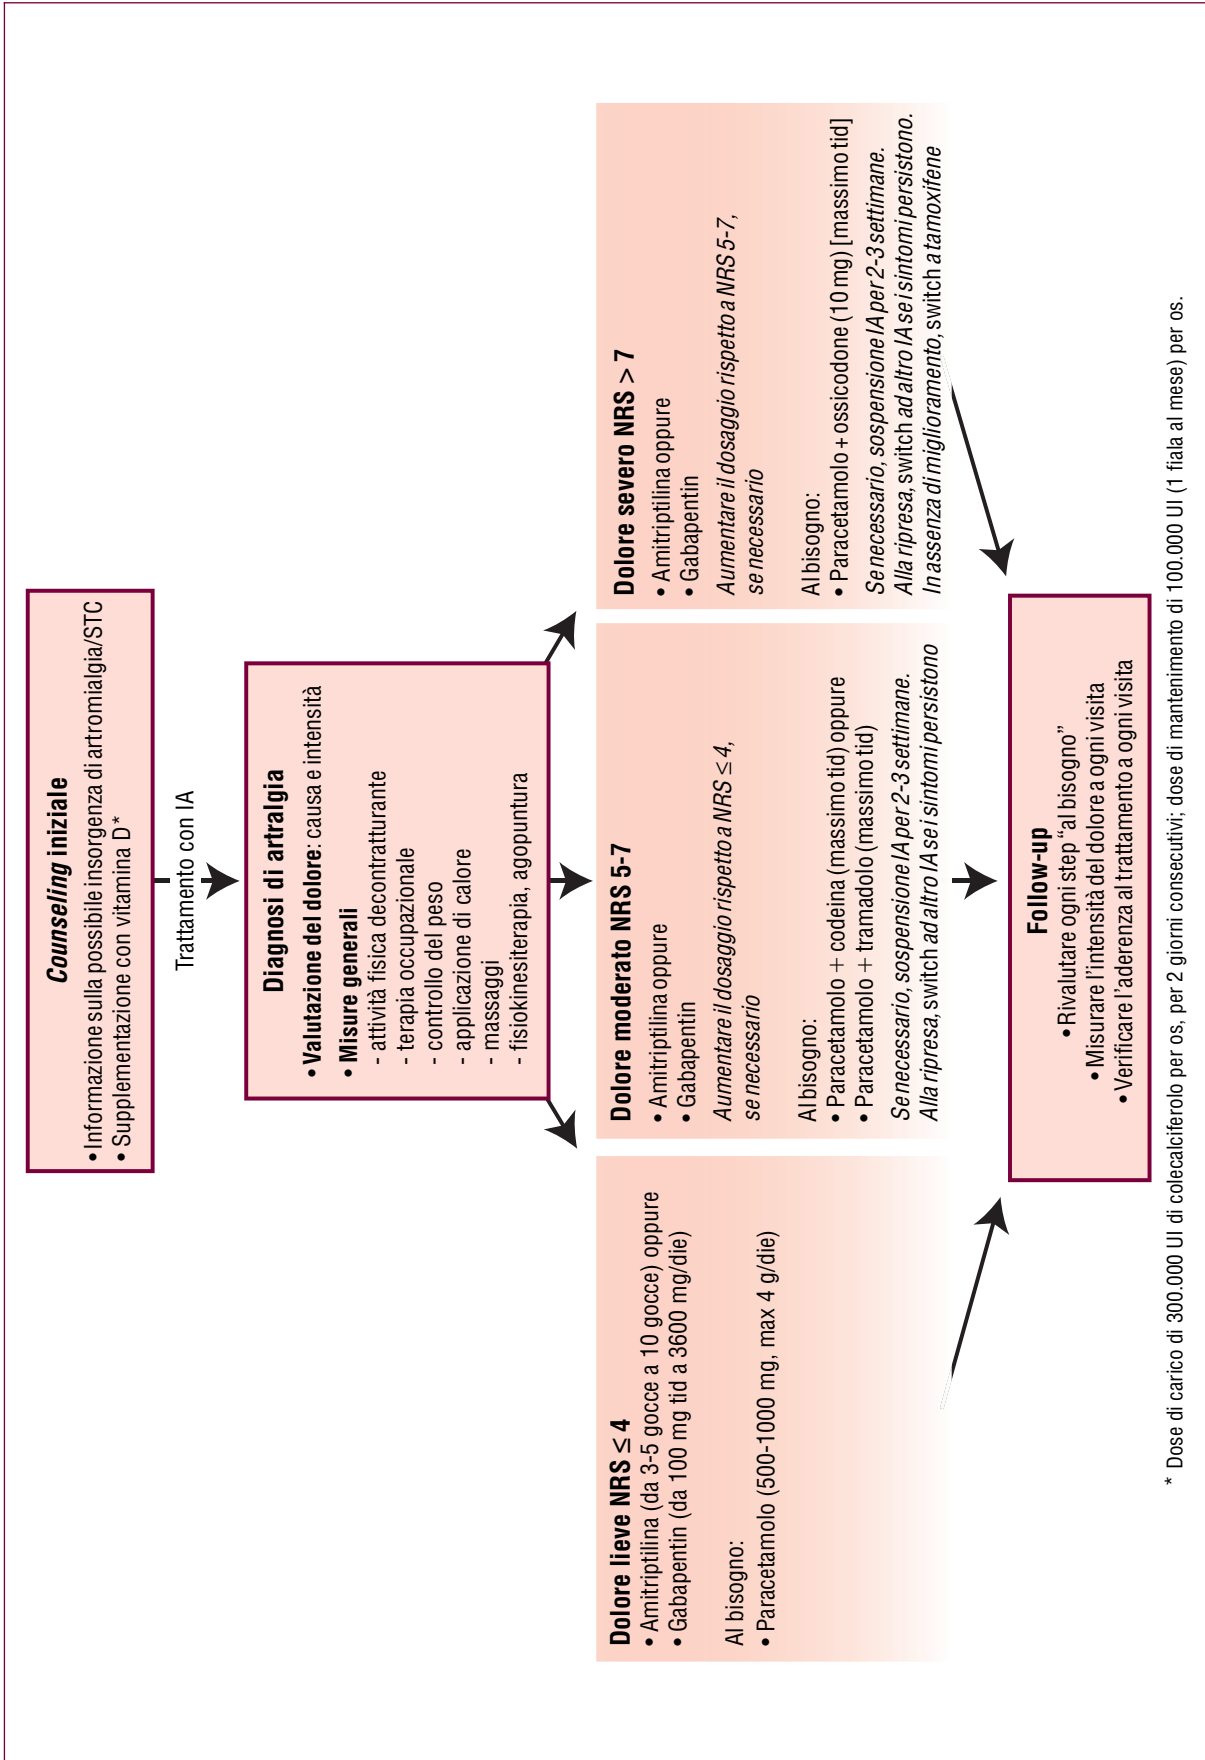 Counseling iniziale
• Informazione sulla possibile insorgenza di artromialgia/STC
• Supplementazione con vitamina D*
Trattamento con IA
Diagnosi di artralgia
• Valutazione del dolore: causa e intensità
• Misure generali
- attività fisica decontratturante
- terapia occupazionale
- controllo del peso
- applicazione di calore
- massaggi
- fisiokinesiterapia, agopuntura
Dolore lieve NRS ≤ 4
• Amitriptilina (da 3-5 gocce a 10 gocce) oppure
• Gabapentin (da 100 mg tid a 3600 mg/die)
Al bisogno:
• Paracetamolo (500-1000 mg, max 4 g/die)
Dolore moderato NRS 5-7
• Amitriptilina oppure
• Gabapentin
Aumentare il dosaggio rispetto a NRS ≤ 4,
se necessario
Al bisogno:
• Paracetamolo + codeina (massimo tid) oppure
• Paracetamolo + tramadolo (massimo tid)
Se necessario, sospensione IA per 2-3 settimane.
Alla ripresa, switch ad altro IA se i sintomi persistono
Dolore severo NRS > 7
• Amitriptilina oppure
• Gabapentin
Aumentare il dosaggio rispetto a NRS 5-7,
se necessario
Al bisogno:
• Paracetamolo + ossicodone (10 mg) [massimo tid]
Se necessario, sospensione IA per 2-3 settimane.
Alla ripresa, switch ad altro IA se i sintomi persistono.
In assenza di miglioramento, switch a tamoxifene
Follow-up
• Rivalutare ogni step “al bisogno”
• Misurare l’intensità del dolore a ogni visita
• Verificare l’aderenza al trattamento a ogni visita
* Dose di carico di 300.000 UI di colecalciferolo per os, per 2 giorni consecutivi; dose di mantenimento di 100.000 UI (1 fiala al mese) per os.